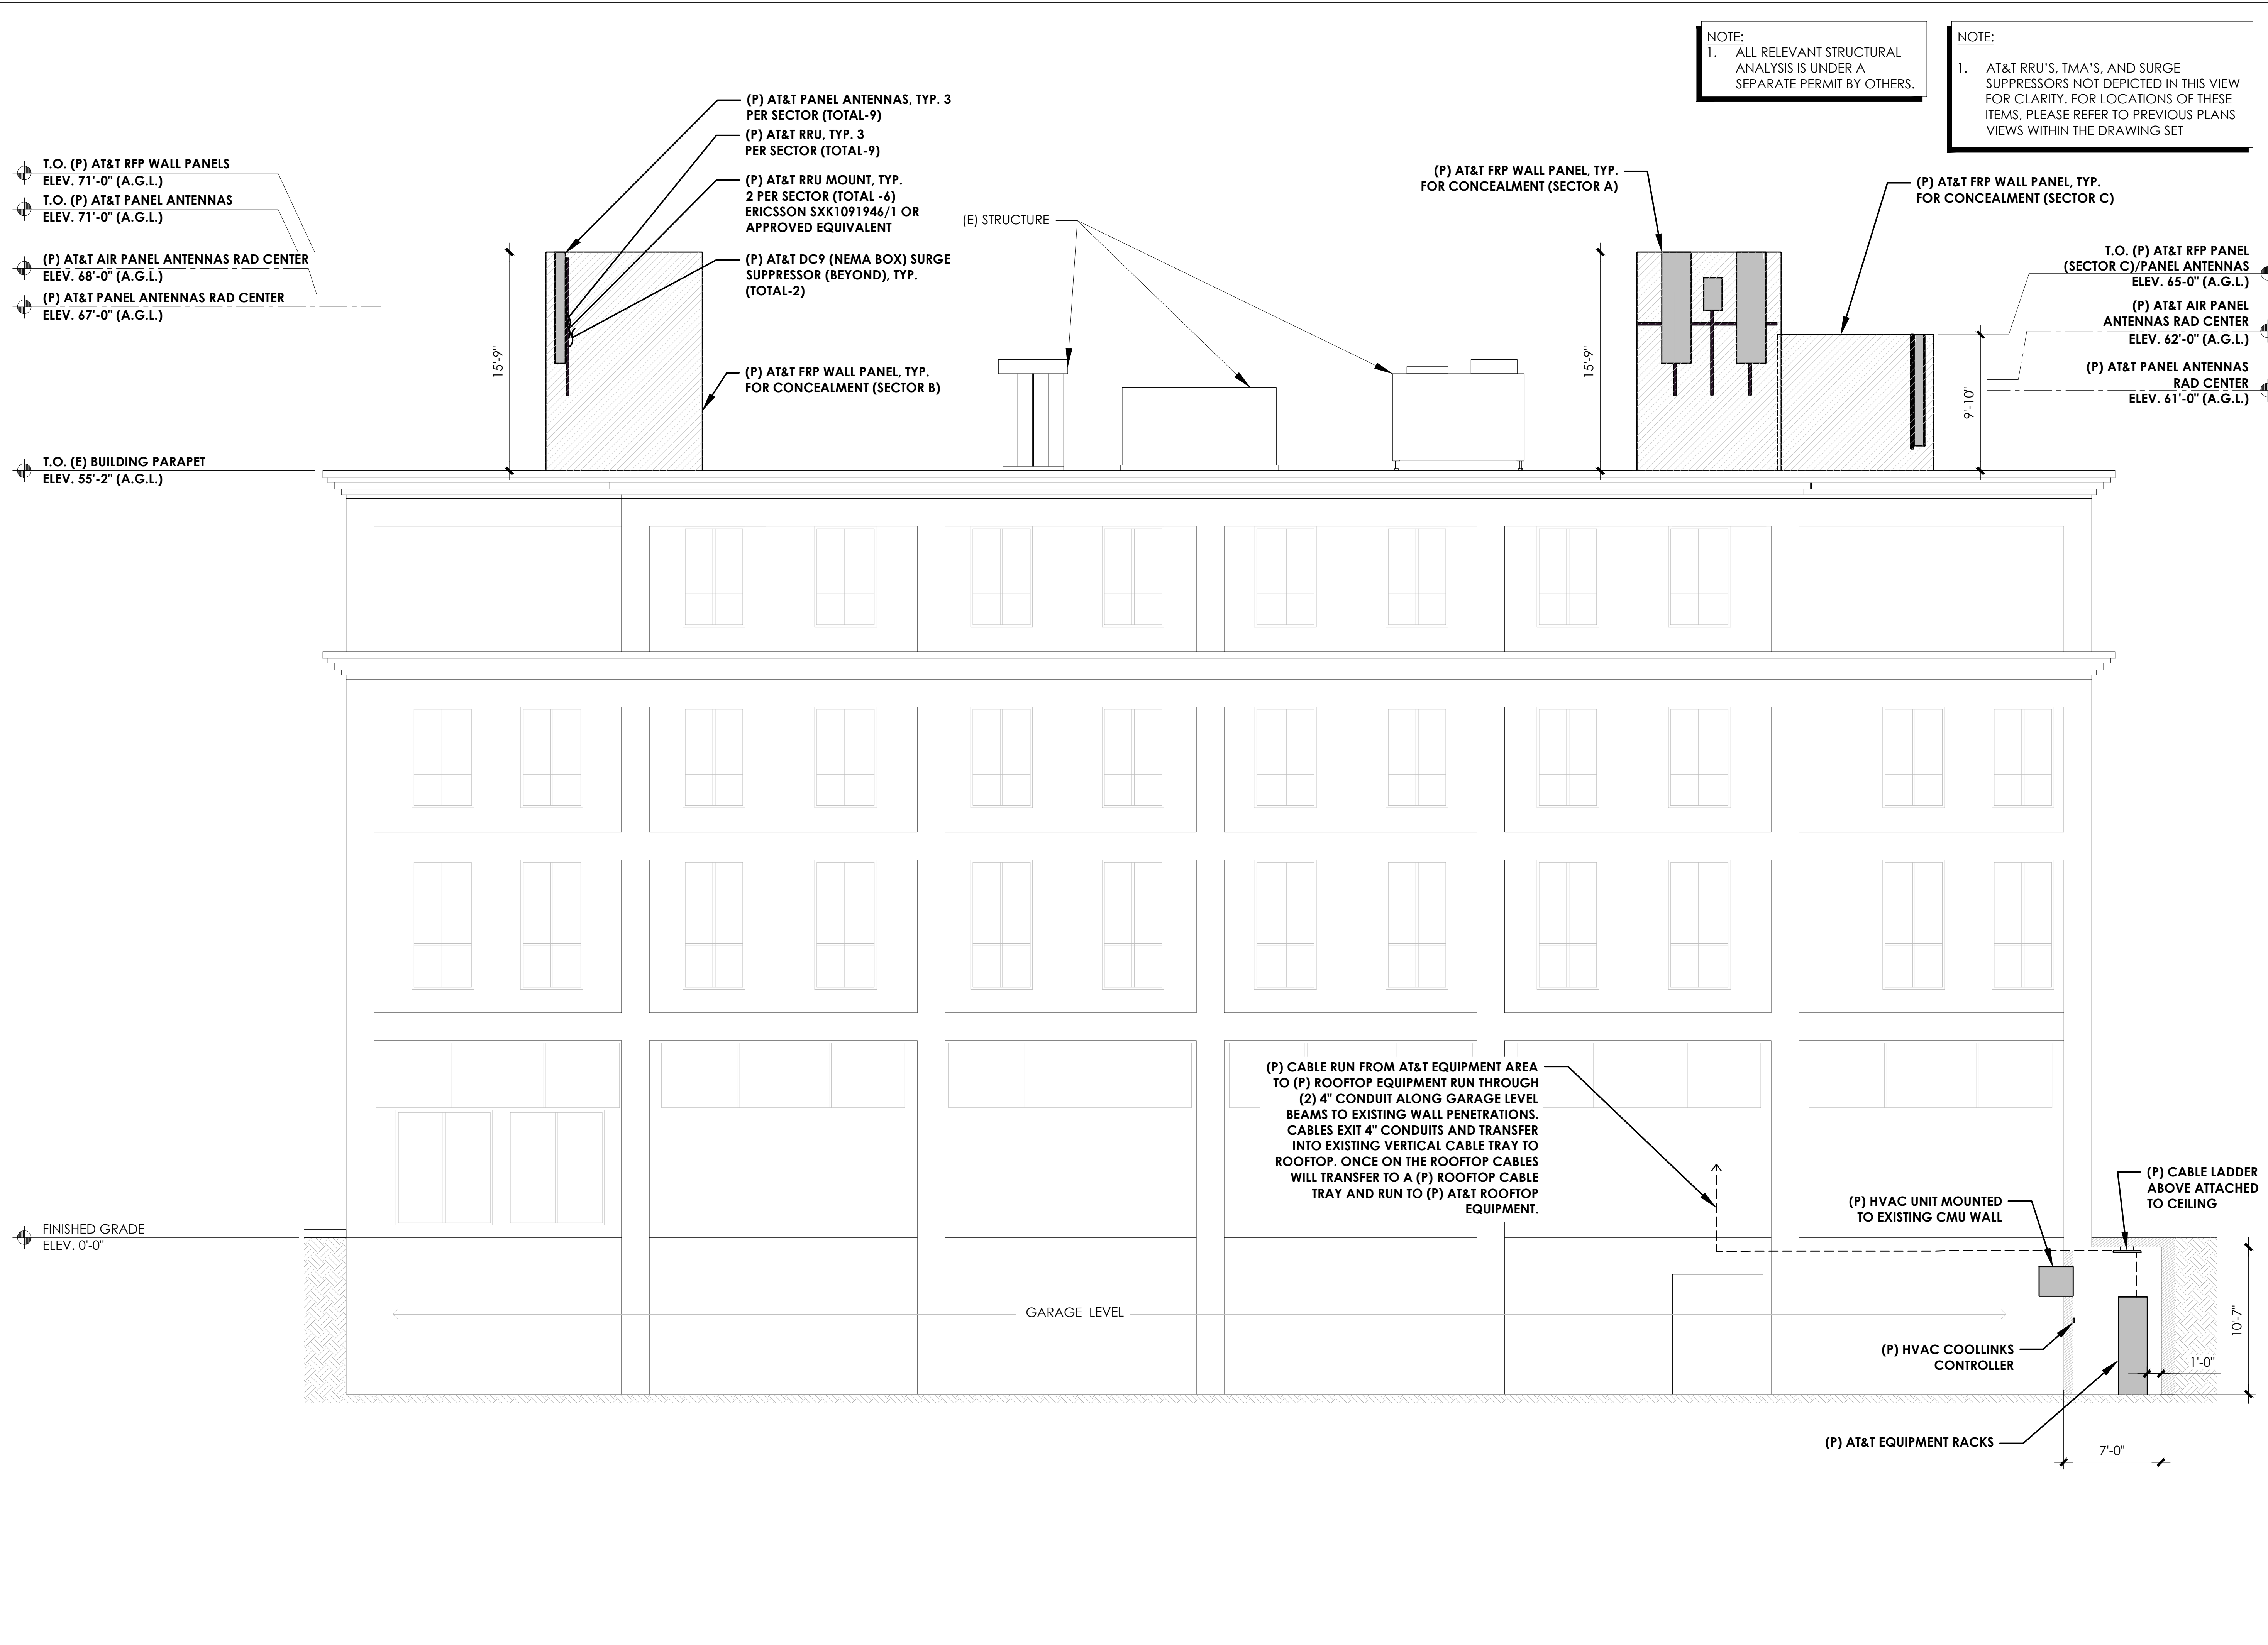 NOTE:
1. ALL RELEVANT STRUCTURAL
ANALYSIS IS UNDER A
SEPARATE PERMIT BY OTHERS.
NOTE:
1. AT&T RRU'S, TMA'S, AND SURGE
SUPPRESSORS NOT DEPICTED IN THIS VIEW
FOR CLARITY. FOR LOCATIONS OF THESE
ITEMS, PLEASE REFER TO PREVIOUS PLANS
VIEWS WITHIN THE DRAWING SET
T.O. (P) AT&T RFP WALL PANELS
ELEV. 71'-0" (A.G.L.)
T.O. (P) AT&T PANEL ANTENNAS
ELEV. 71'-0" (A.G.L.)
(P) AT&T AIR PANEL ANTENNAS RAD CENTER
ELEV. 68'-0" (A.G.L.)
(P) AT&T PANEL ANTENNAS RAD CENTER
ELEV. 67'-0" (A.G.L.)
T.O. (E) BUILDING PARAPET
ELEV. 55'-2" (A.G.L.)
15'-9"
(P) AT&T PANEL ANTENNAS, TYP. 3
PER SECTOR (TOTAL-9)
(P) AT&T RRU, TYP. 3
PER SECTOR (TOTAL-9)
(P) AT&T RRU MOUNT, TYP.
2 PER SECTOR (TOTAL -6)
ERICSSON SXK1091946/1 OR
APPROVED EQUIVALENT
(P) AT&T DC9 (NEMA BOX) SURGE
SUPPRESSOR (BEYOND), TYP.
(TOTAL-2)
(P) AT&T FRP WALL PANEL, TYP.
FOR CONCEALMENT (SECTOR B)
(E) STRUCTURE
(P) AT&T FRP WALL PANEL, TYP.
FOR CONCEALMENT (SECTOR A)
15'-9"
(P) AT&T FRP WALL PANEL, TYP.
FOR CONCEALMENT (SECTOR C)
9'-10"
T.O. (P) AT&T RFP PANEL
(SECTOR C)/PANEL ANTENNAS
ELEV. 65-0" (A.G.L.)
(P) AT&T AIR PANEL
ANTENNAS RAD CENTER
ELEV. 62'-0" (A.G.L.)
(P) AT&T PANEL ANTENNAS
RAD CENTER
ELEV. 61'-0" (A.G.L.)
(P) CABLE RUN FROM AT&T EQUIPMENT AREA
TO (P) ROOFTOP EQUIPMENT RUN THROUGH
(2) 4" CONDUIT ALONG GARAGE LEVEL
BEAMS TO EXISTING WALL PENETRATIONS.
CABLES EXIT 4" CONDUITS AND TRANSFER
INTO EXISTING VERTICAL CABLE TRAY TO
ROOFTOP. ONCE ON THE ROOFTOP CABLES
WILL TRANSFER TO A (P) ROOFTOP CABLE
TRAY AND RUN TO (P) AT&T ROOFTOP
EQUIPMENT.
(P) CABLE LADDER
ABOVE ATTACHED
TO CEILING
(P) HVAC UNIT MOUNTED
TO EXISTING CMU WALL
FINISHED GRADE
ELEV. 0'-0"
GARAGE LEVEL
(P) HVAC COOLLINKS
CONTROLLER
10'-7"
1'-0"
(P) AT&T EQUIPMENT RACKS
7'-0"